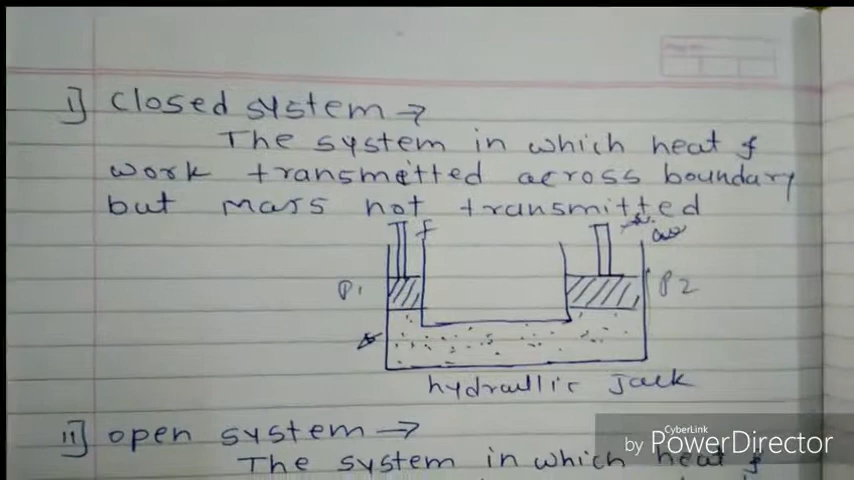 i] closed system →
The system in which heat &
work transmitted across boundary
but mass not transmitted
f
P1
P2
hydraullic Jack
ii] open system →
The system in which heat &
CyberLink
by PowerDirector